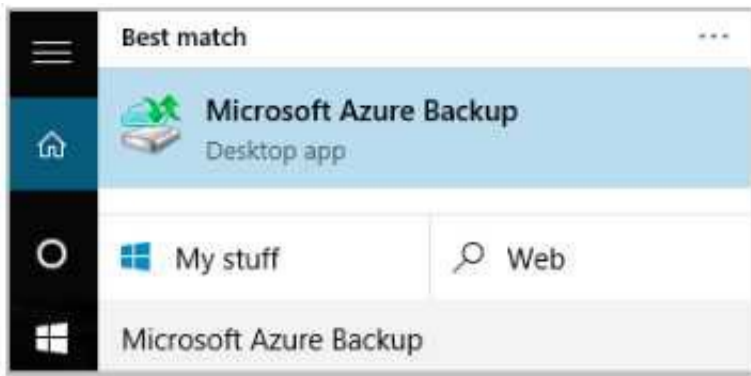 Best match
Microsoft Azure Backup
Desktop app
My stuff
Web
Microsoft Azure Backup